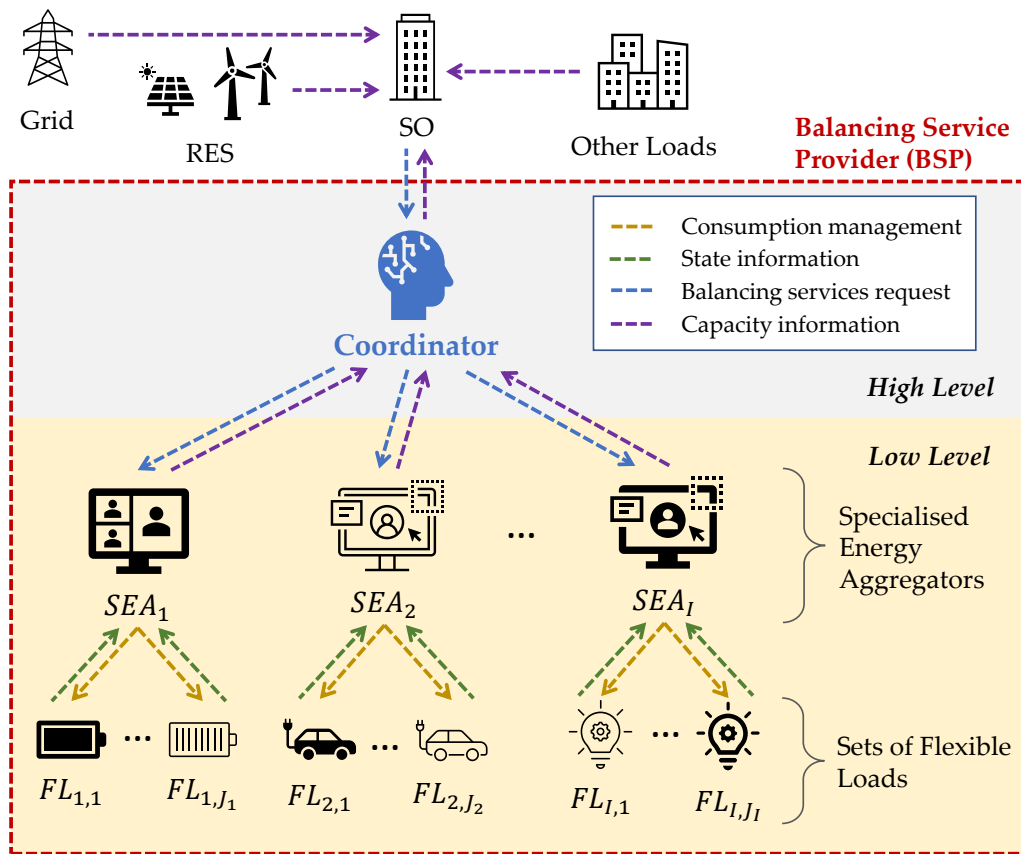 Grid
RES
SO
Other Loads
Balancing Service
Provider (BSP)
Consumption management
State information
Balancing services request
Capacity information
Coordinator
High Level
Low Level
...
Specialised
Energy
Aggregators
SEA₁
SEA₂
SEA_I
... ... ...
Sets of Flexible
Loads
FL₁,₁
FL₁,J₁
FL₂,₁
FL₂,J₂
FL_I,₁
FL_I,J_I